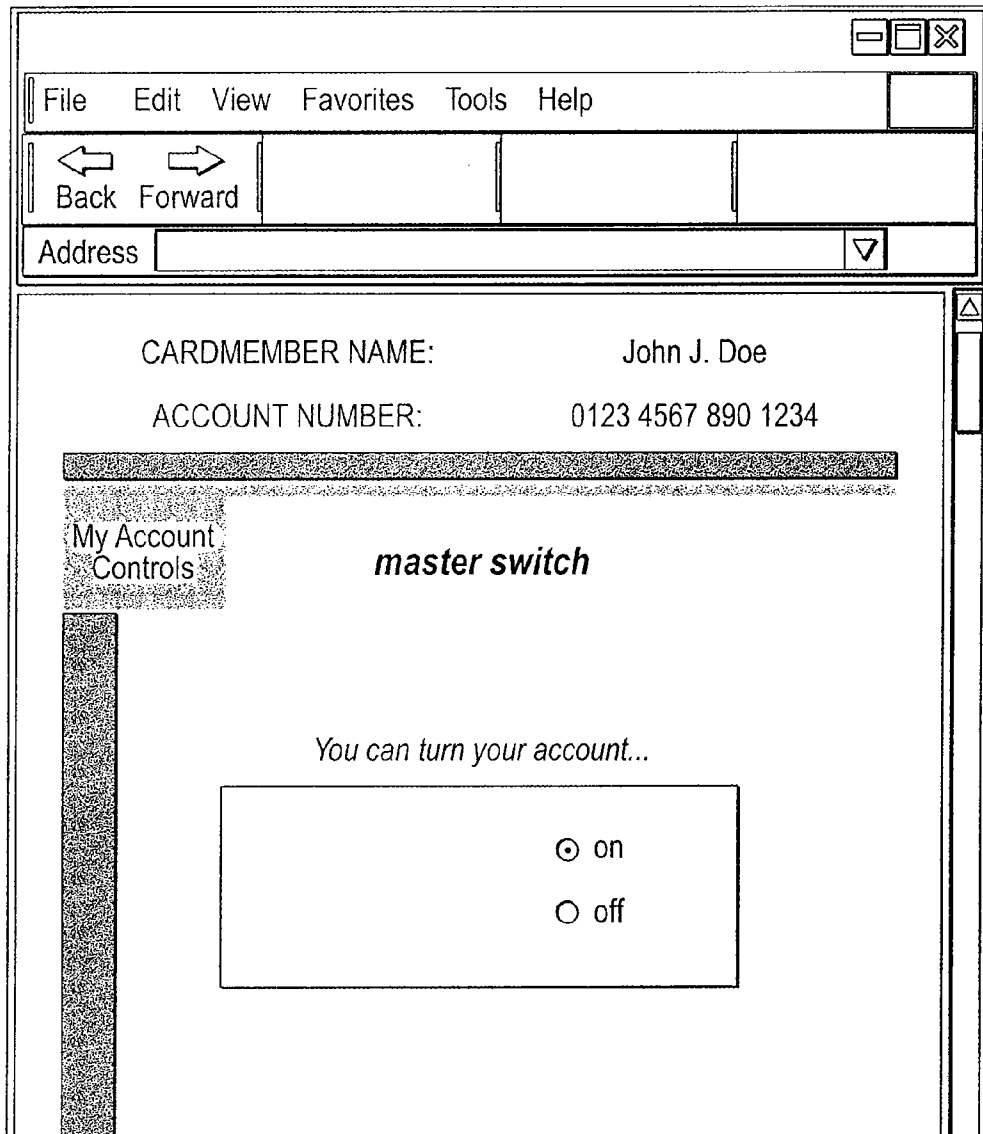 File Edit View Favorites Tools Help
Back Forward
Address
CARDMEMBER NAME: John J. Doe
ACCOUNT NUMBER: 0123 4567 890 1234
My Account
Controls
master switch
You can turn your account...
on
off